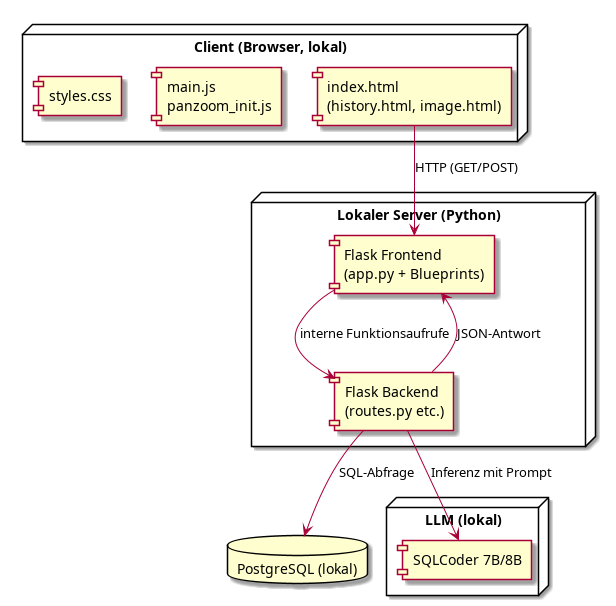 Client (Browser, lokal)
styles.css
main.js
panzoom_init.js
index.html
(history.html, image.html)
HTTP (GET/POST)
Lokaler Server (Python)
Flask Frontend
(app.py + Blueprints)
interne Funktionsaufrufe
JSON-Antwort
Flask Backend
(routes.py etc.)
SQL-Abfrage
Inferenz mit Prompt
LLM (lokal)
SQLCoder 7B/8B
PostgreSQL (lokal)